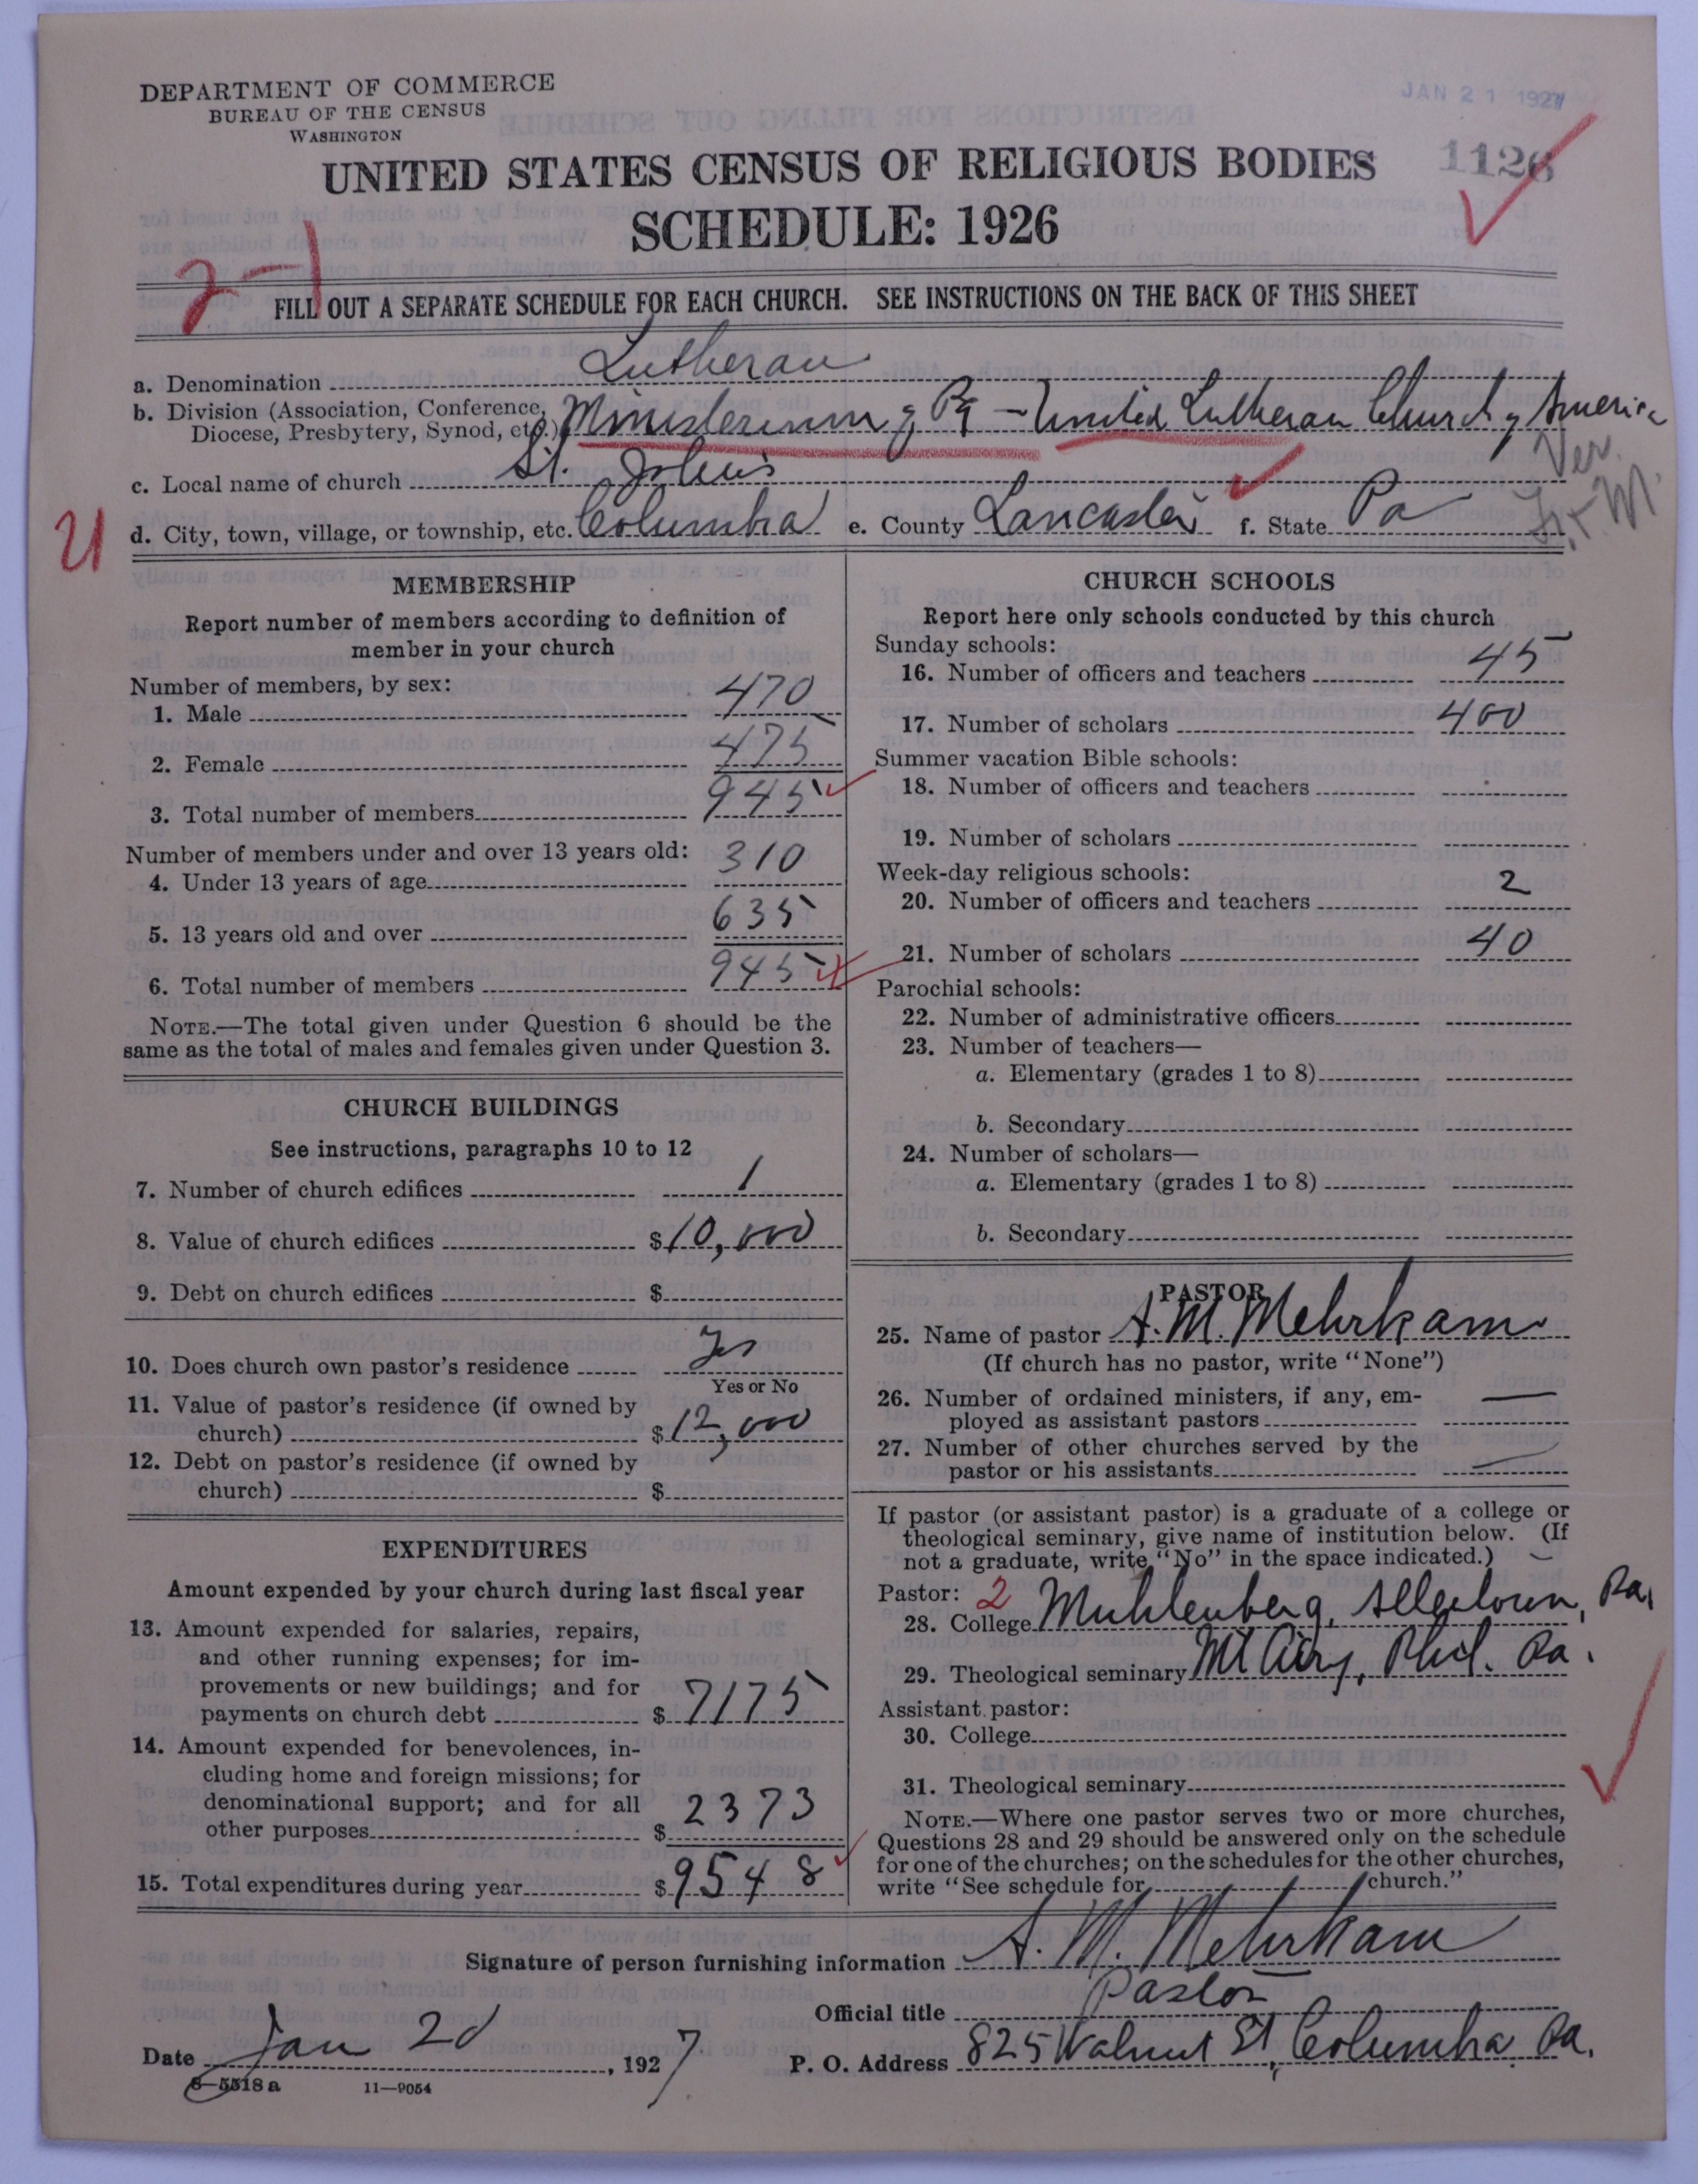 DEPARTMENT OF COMMERCE
BUREAU OF THE CENSUS
WASHINGTON
JAN 21 1927
1126
UNITED STATES CENSUS OF RELIGIOUS BODIES
SCHEDULE: 1926
2-1
FILL OUT A SEPARATE SCHEDULE FOR EACH CHURCH. SEE INSTRUCTIONS ON THE BACK OF THIS SHEET
a. Denomination Lutheran
b. Division (Association, Conference, Diocese, Presbytery, Synod, etc.) Ministerium of Pa - United Lutheran Church of America
Ver.
c. Local name of church St. John's
d. City, town, village, or township, etc. Columbia e. County Lancaster f. State Pa
MEMBERSHIP
Report number of members according to definition of
member in your church
Number of members, by sex:
1. Male 470
2. Female 475
3. Total number of members 945
Number of members under and over 13 years old:
4. Under 13 years of age 310
5. 13 years old and over 635
6. Total number of members 945
NOTE.—The total given under Question 6 should be the
same as the total of males and females given under Question 3.
CHURCH BUILDINGS
See instructions, paragraphs 10 to 12
7. Number of church edifices 1
8. Value of church edifices $10,000
9. Debt on church edifices $
10. Does church own pastor's residence Yes
Yes or No
11. Value of pastor's residence (if owned by
church) $12,000
12. Debt on pastor's residence (if owned by
church) $
EXPENDITURES
Amount expended by your church during last fiscal year
13. Amount expended for salaries, repairs,
and other running expenses; for im-
provements or new buildings; and for
payments on church debt $7175
14. Amount expended for benevolences, in-
cluding home and foreign missions; for
denominational support; and for all
other purposes $2373
15. Total expenditures during year $9548
CHURCH SCHOOLS
Report here only schools conducted by this church
Sunday schools:
16. Number of officers and teachers 45
17. Number of scholars 400
Summer vacation Bible schools:
18. Number of officers and teachers
19. Number of scholars
Week-day religious schools:
20. Number of officers and teachers 2
21. Number of scholars 40
Parochial schools:
22. Number of administrative officers
23. Number of teachers—
a. Elementary (grades 1 to 8)
b. Secondary
24. Number of scholars—
a. Elementary (grades 1 to 8)
b. Secondary
PASTOR
25. Name of pastor A. M. Mehrkam
(If church has no pastor, write "None")
26. Number of ordained ministers, if any, em-
ployed as assistant pastors —
27. Number of other churches served by the
pastor or his assistants —
If pastor (or assistant pastor) is a graduate of a college or
theological seminary, give name of institution below. (If
not a graduate, write "No" in the space indicated.)
Pastor: 2
28. College Muhlenberg, Allentown, Pa.
29. Theological seminary Mt Airy, Phil. Pa.
Assistant pastor:
30. College
31. Theological seminary
NOTE.—Where one pastor serves two or more churches,
Questions 28 and 29 should be answered only on the schedule
for one of the churches; on the schedules for the other churches,
write "See schedule for church."
Signature of person furnishing information A. M. Mehrkam
Official title Pastor
Date Jan 20, 1927 P. O. Address 825 Walnut St, Columbia Pa.
8—5518a 11—9054